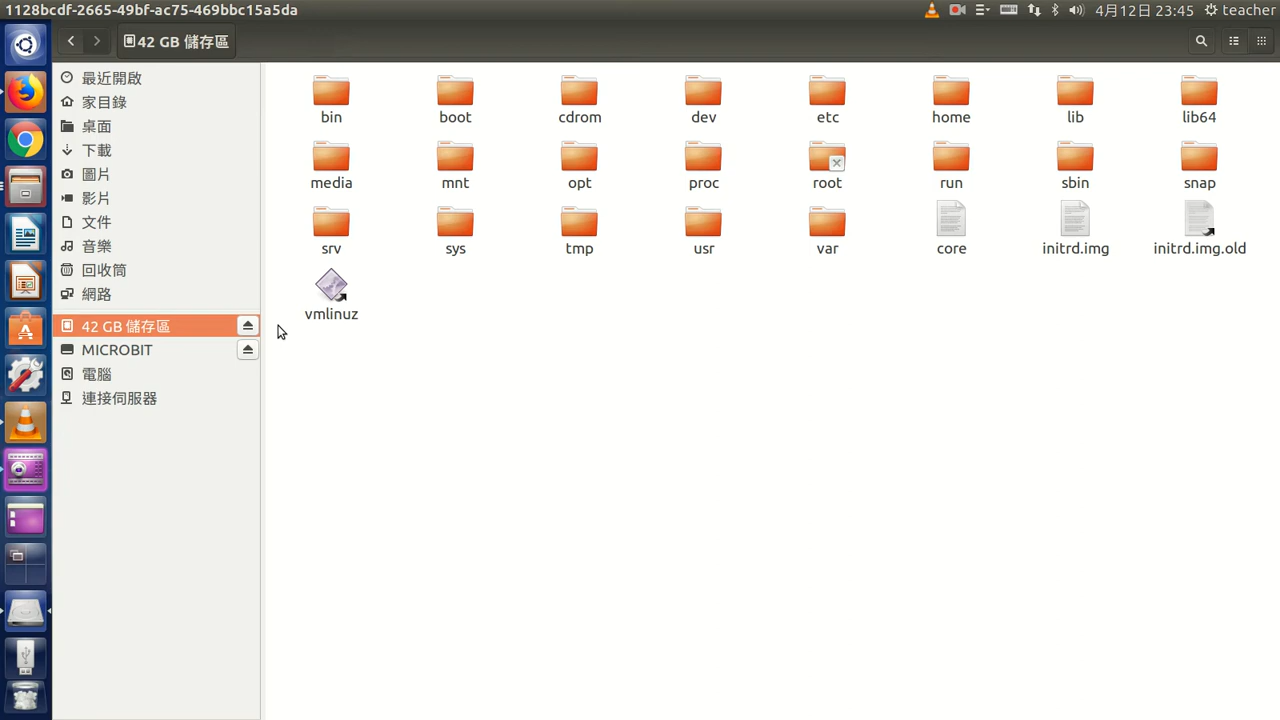 1128bcdf-2665-49bf-ac75-469bbc15a5da
4月12日 23:45
teacher
42 GB 儲存區
最近開啟
家目錄
桌面
下載
圖片
影片
文件
音樂
回收筒
網路
42 GB 儲存區
MICROBIT
電腦
連接伺服器
bin boot cdrom dev etc home lib lib64
media mnt opt proc root run sbin snap
srv sys tmp usr var core initrd.img initrd.img.old
vmlinuz